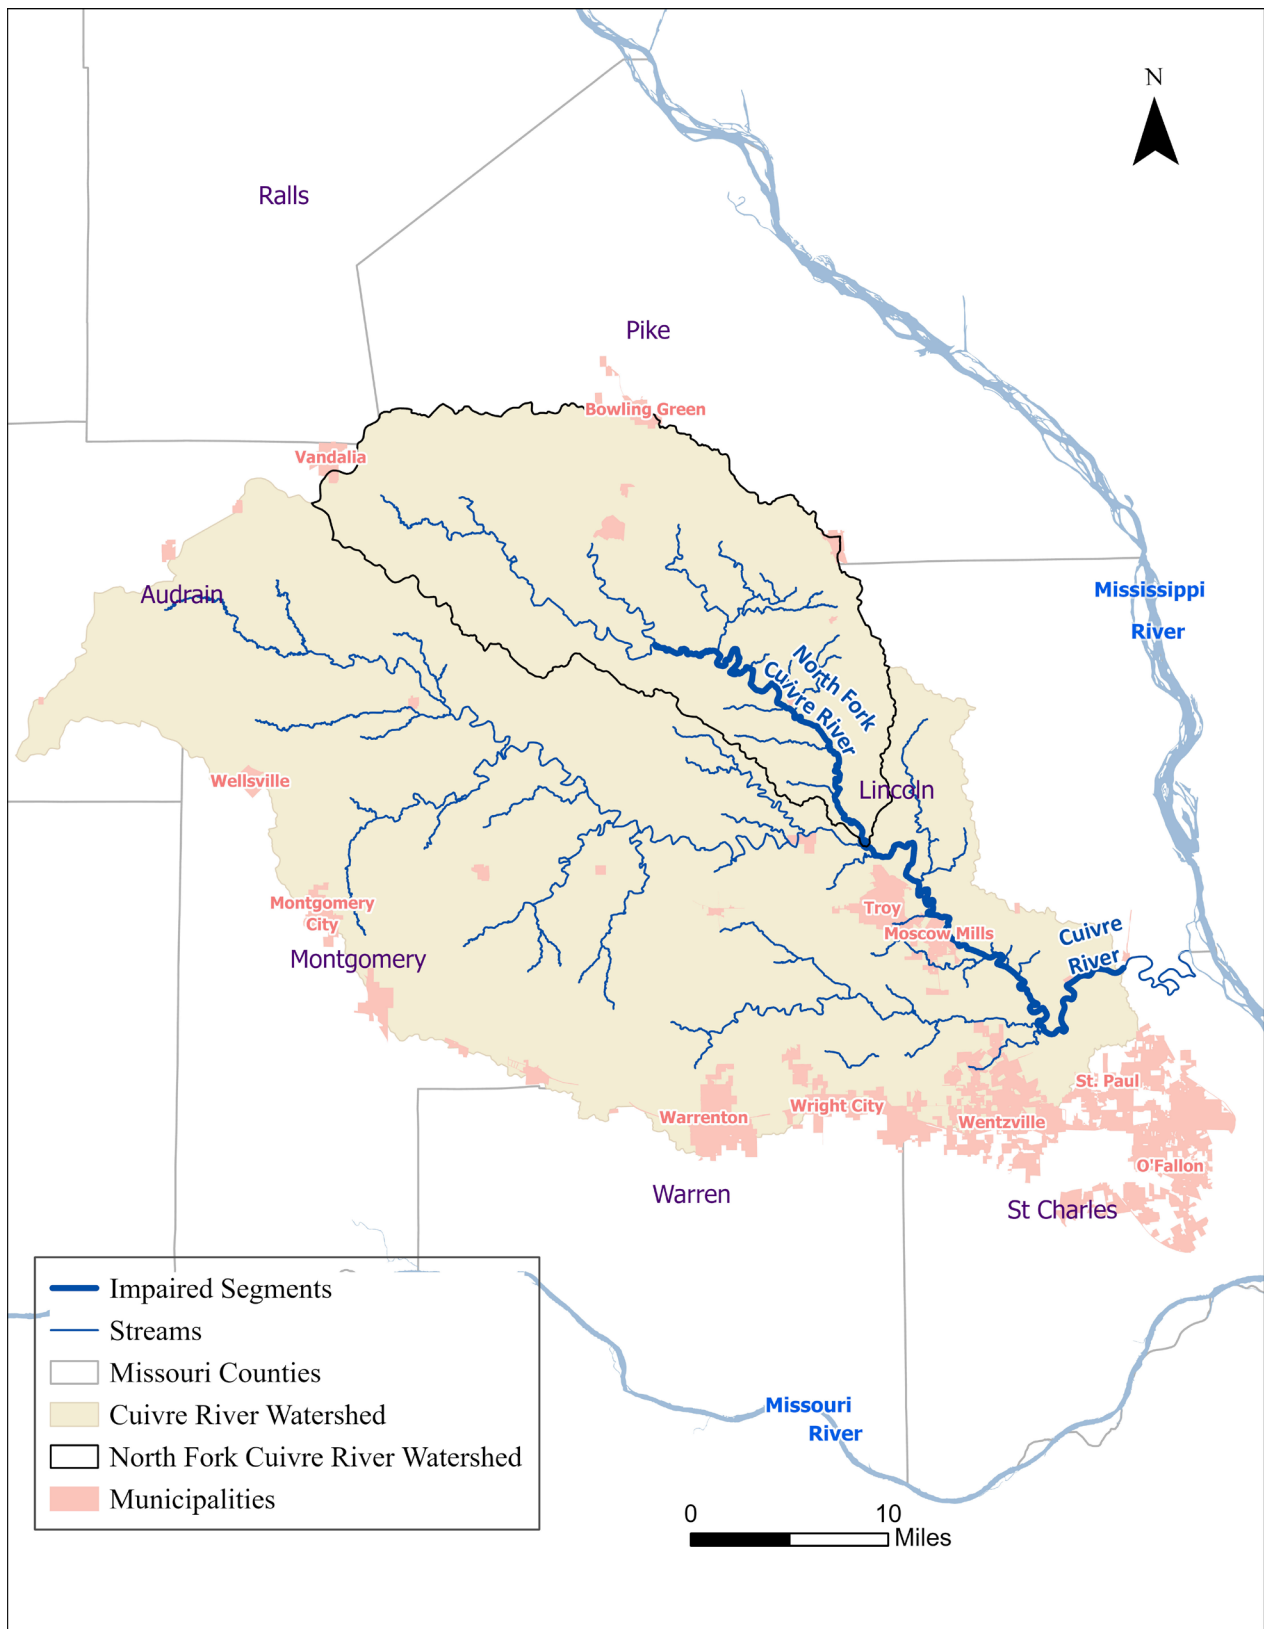 N
Ralls
Pike
Bowling Green
Vandalia
Audrain
Mississippi
River
North Fork
Cuivre River
Wellsville
Lincoln
Montgomery
City
Troy
Moscow Mills
Cuivre
River
Montgomery
St. Paul
Wright City
Warrenton
Wentzville
O'Fallon
Warren
St Charles
Impaired Segments
Streams
Missouri Counties
Cuivre River Watershed
North Fork Cuivre River Watershed
Municipalities
Missouri
River
0 10
Miles